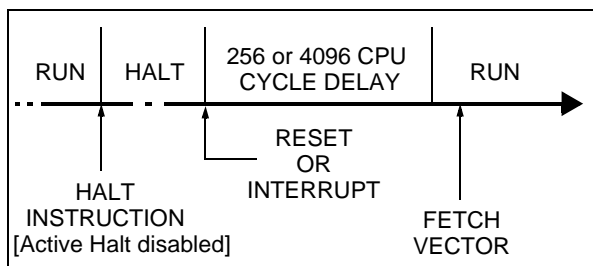 RUN
HALT
256 or 4096 CPU
CYCLE DELAY
RUN
HALT
INSTRUCTION
[Active Halt disabled]
RESET
OR
INTERRUPT
FETCH
VECTOR